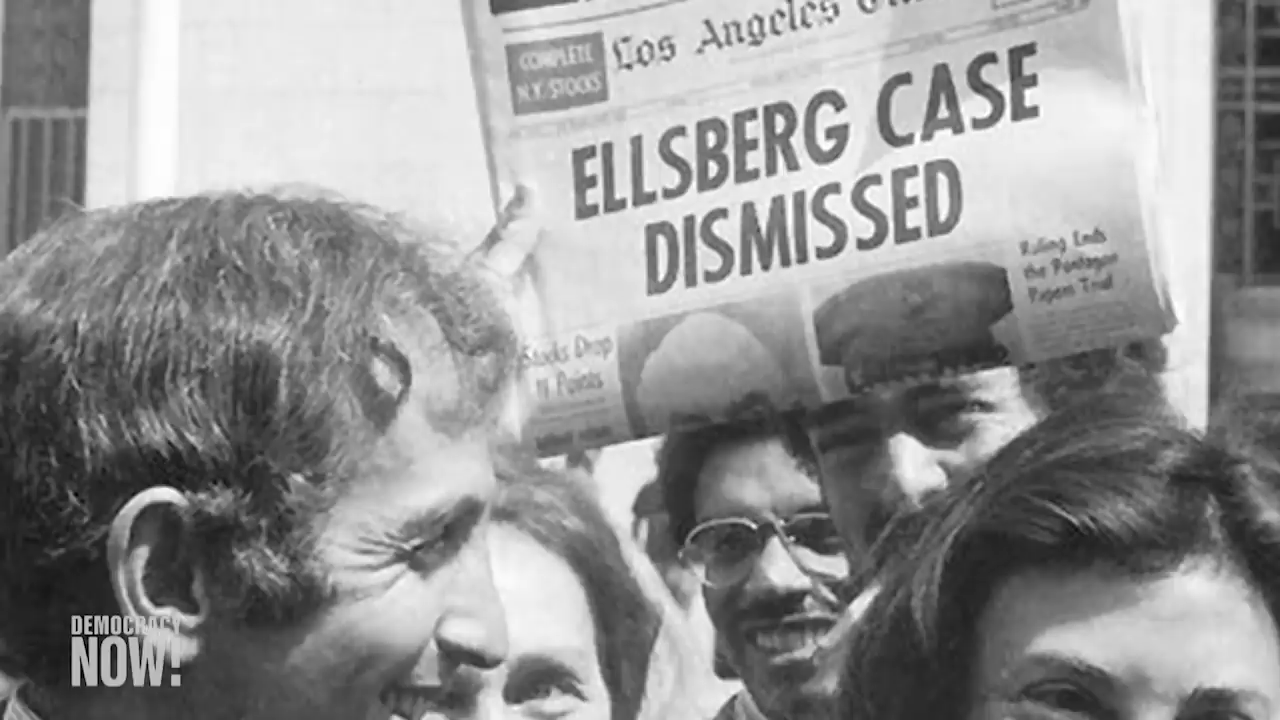 COMPLETE
N.Y. STOCKS
Los Angeles
ELLSBERG CASE
DISMISSED
Ruling Ends
the Pentagon
Papers Trial
Stocks Drop
11 Points
DEMOCRACY
NOW!